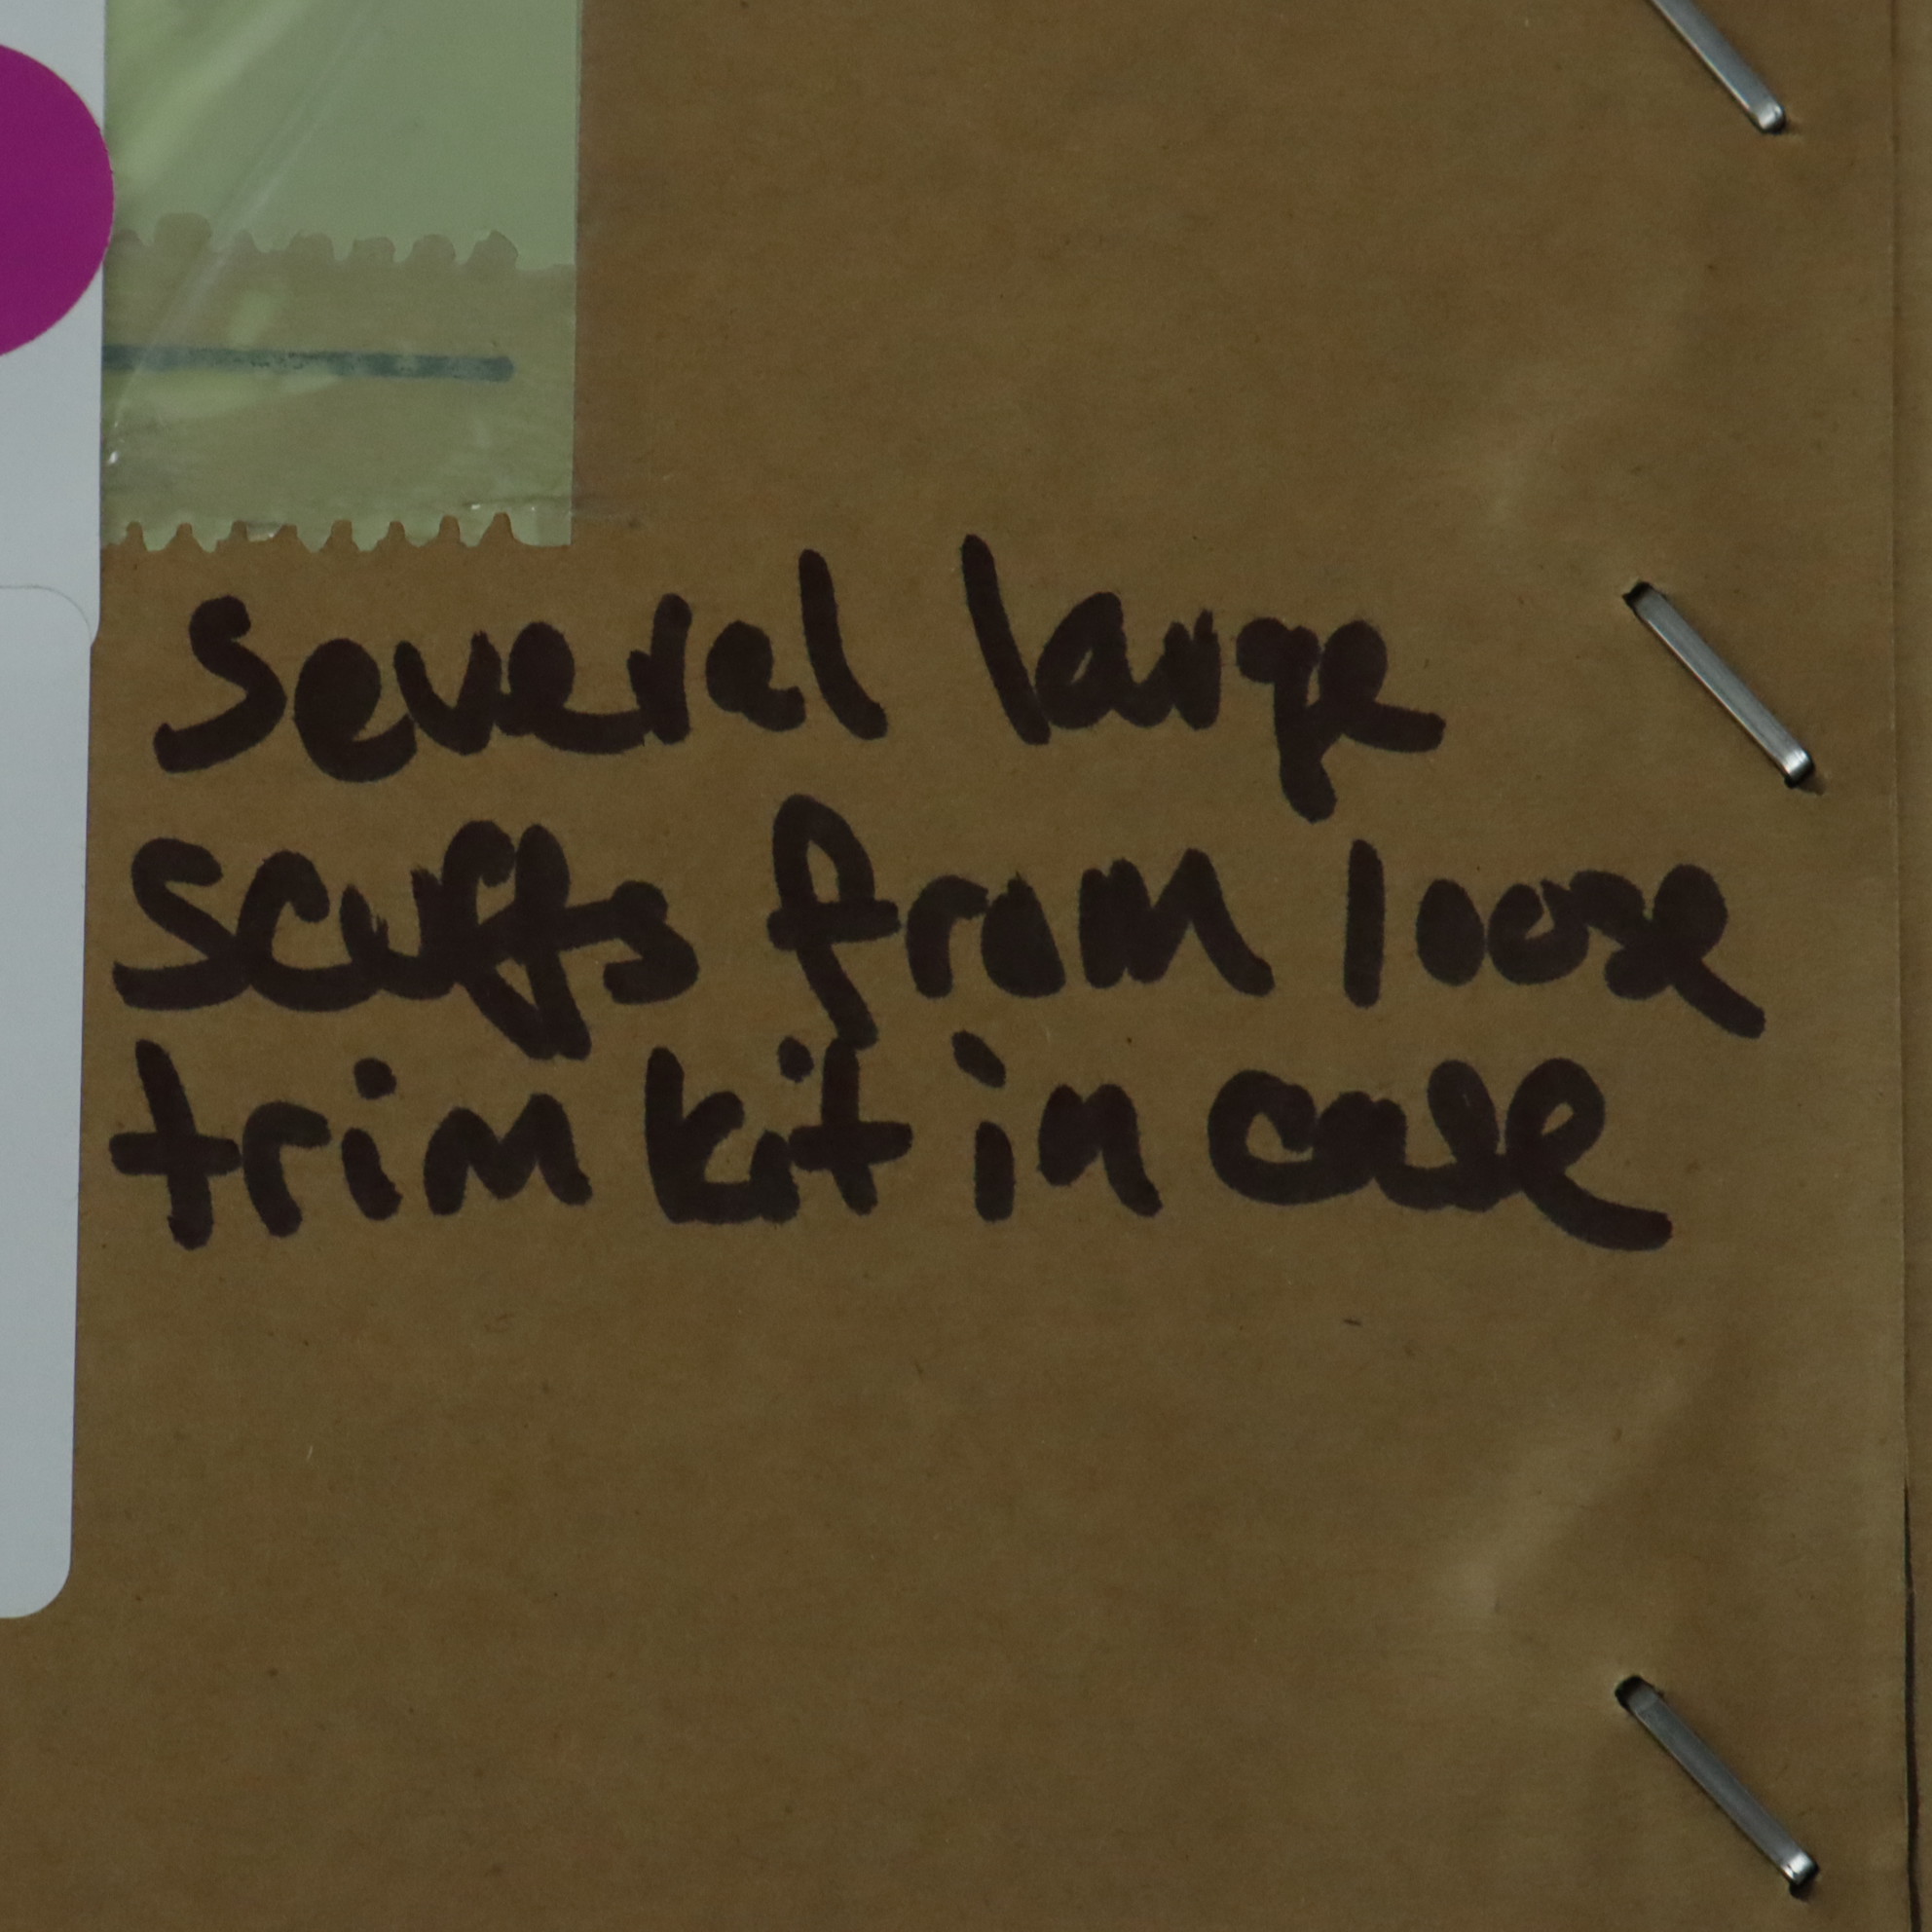 several large
scuffs from loose
trim kit in case